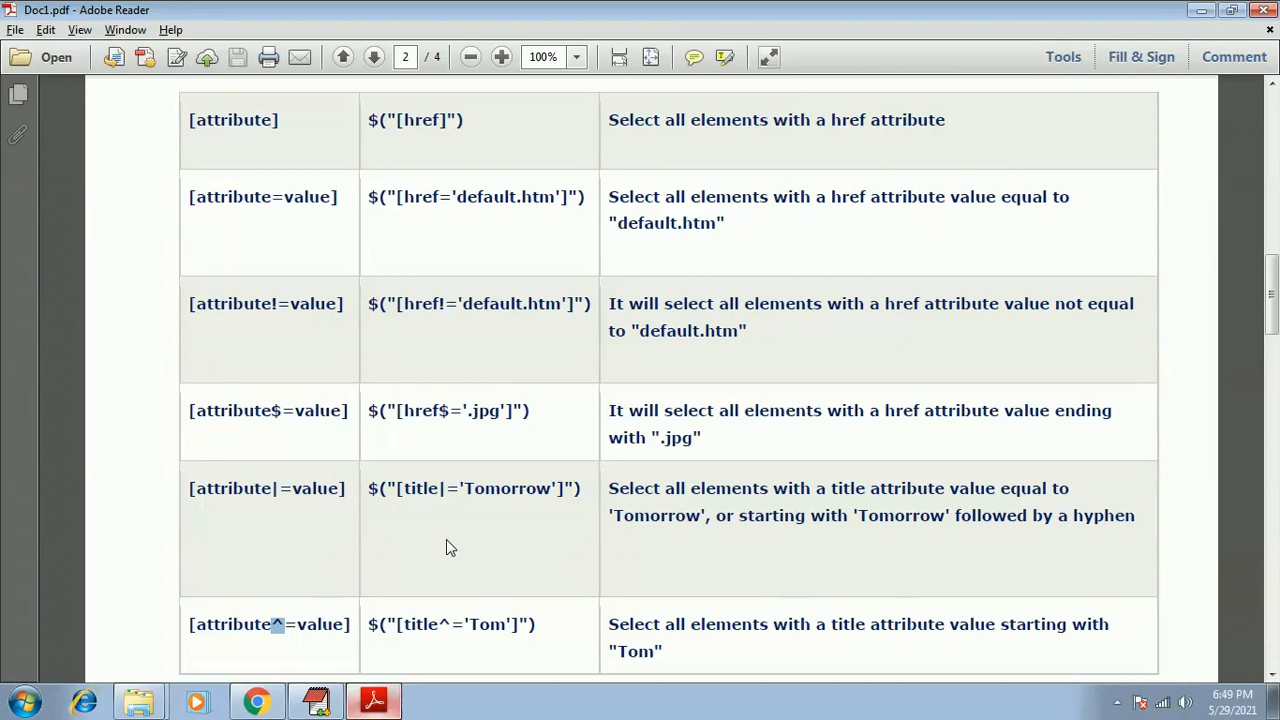 Doc1.pdf - Adobe Reader
File Edit View Window Help
Open 2 / 4 100% Tools Fill & Sign Comment
[attribute] $("[href]") Select all elements with a href attribute
[attribute=value] $("[href='default.htm']") Select all elements with a href attribute value equal to
"default.htm"
[attribute!=value] $("[href!='default.htm']") It will select all elements with a href attribute value not equal
to "default.htm"
[attribute$=value] $("[href$='.jpg']") It will select all elements with a href attribute value ending
with ".jpg"
[attribute|=value] $("[title|='Tomorrow']") Select all elements with a title attribute value equal to
'Tomorrow', or starting with 'Tomorrow' followed by a hyphen
[attribute^=value] $("[title^='Tom']") Select all elements with a title attribute value starting with
"Tom"
6:49 PM
5/29/2021